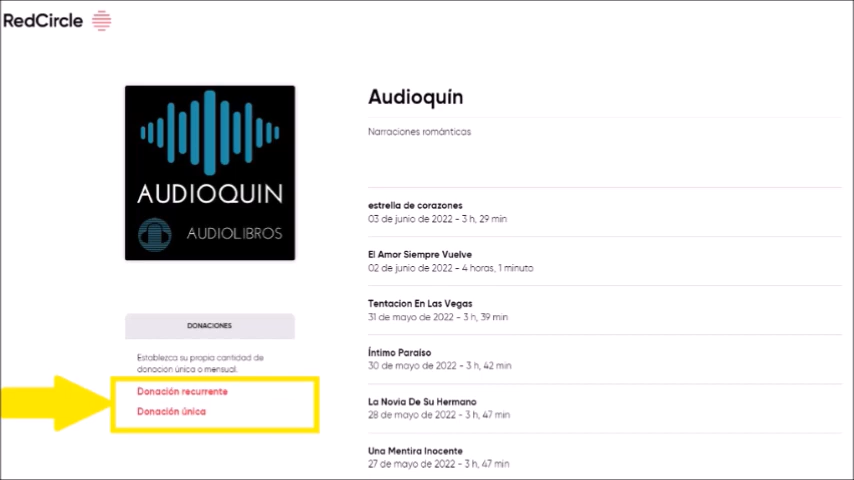 RedCircle
AUDIOQUIN
AUDIOLIBROS
DONACIONES
Establezca su propia cantidad de
donacion única o mensual.
Donación recurrente
Donación única
Audioquín
Narraciones románticas
estrella de corazones
03 de junio de 2022 - 3 h, 29 min
El Amor Siempre Vuelve
02 de junio de 2022 - 4 horas, 1 minuto
Tentacion En Las Vegas
31 de mayo de 2022 - 3 h, 39 min
Íntimo Paraíso
30 de mayo de 2022 - 3 h, 42 min
La Novia De Su Hermano
28 de mayo de 2022 - 3 h, 47 min
Una Mentira Inocente
27 de mayo de 2022 - 3 h, 47 min